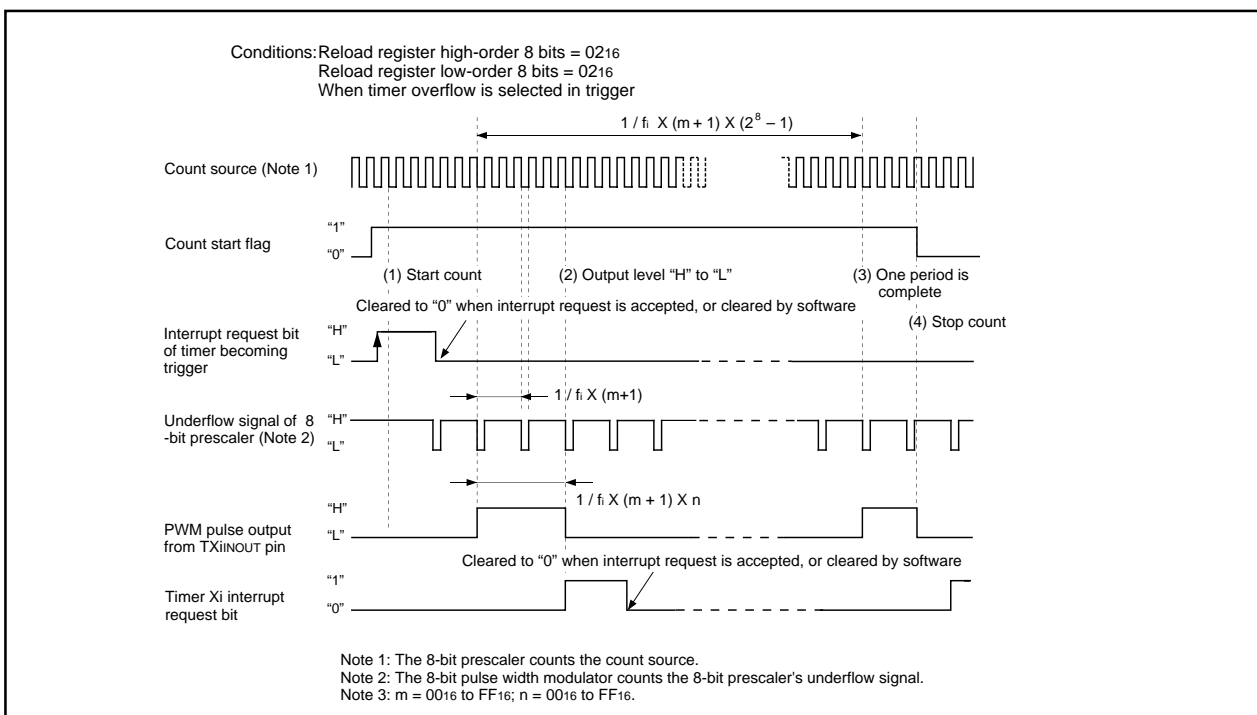 Conditions: Reload register high-order 8 bits = 0216
Reload register low-order 8 bits = 0216
When timer overflow is selected in trigger
1 / fi X (m + 1) X (2^8 – 1)
Count source (Note 1)
Count start flag
“1”
“0”
(1) Start count
(2) Output level “H” to “L”
(3) One period is
complete
Cleared to “0” when interrupt request is accepted, or cleared by software
(4) Stop count
Interrupt request bit
of timer becoming
trigger
“H”
“L”
1 / fi X (m+1)
Underflow signal of 8
-bit prescaler (Note 2)
“H”
“L”
1 / fi X (m + 1) X n
PWM pulse output
from TXiINOUT pin
“H”
“L”
Cleared to “0” when interrupt request is accepted, or cleared by software
Timer Xi interrupt
request bit
“1”
“0”
Note 1: The 8-bit prescaler counts the count source.
Note 2: The 8-bit pulse width modulator counts the 8-bit prescaler's underflow signal.
Note 3: m = 0016 to FF16; n = 0016 to FF16.